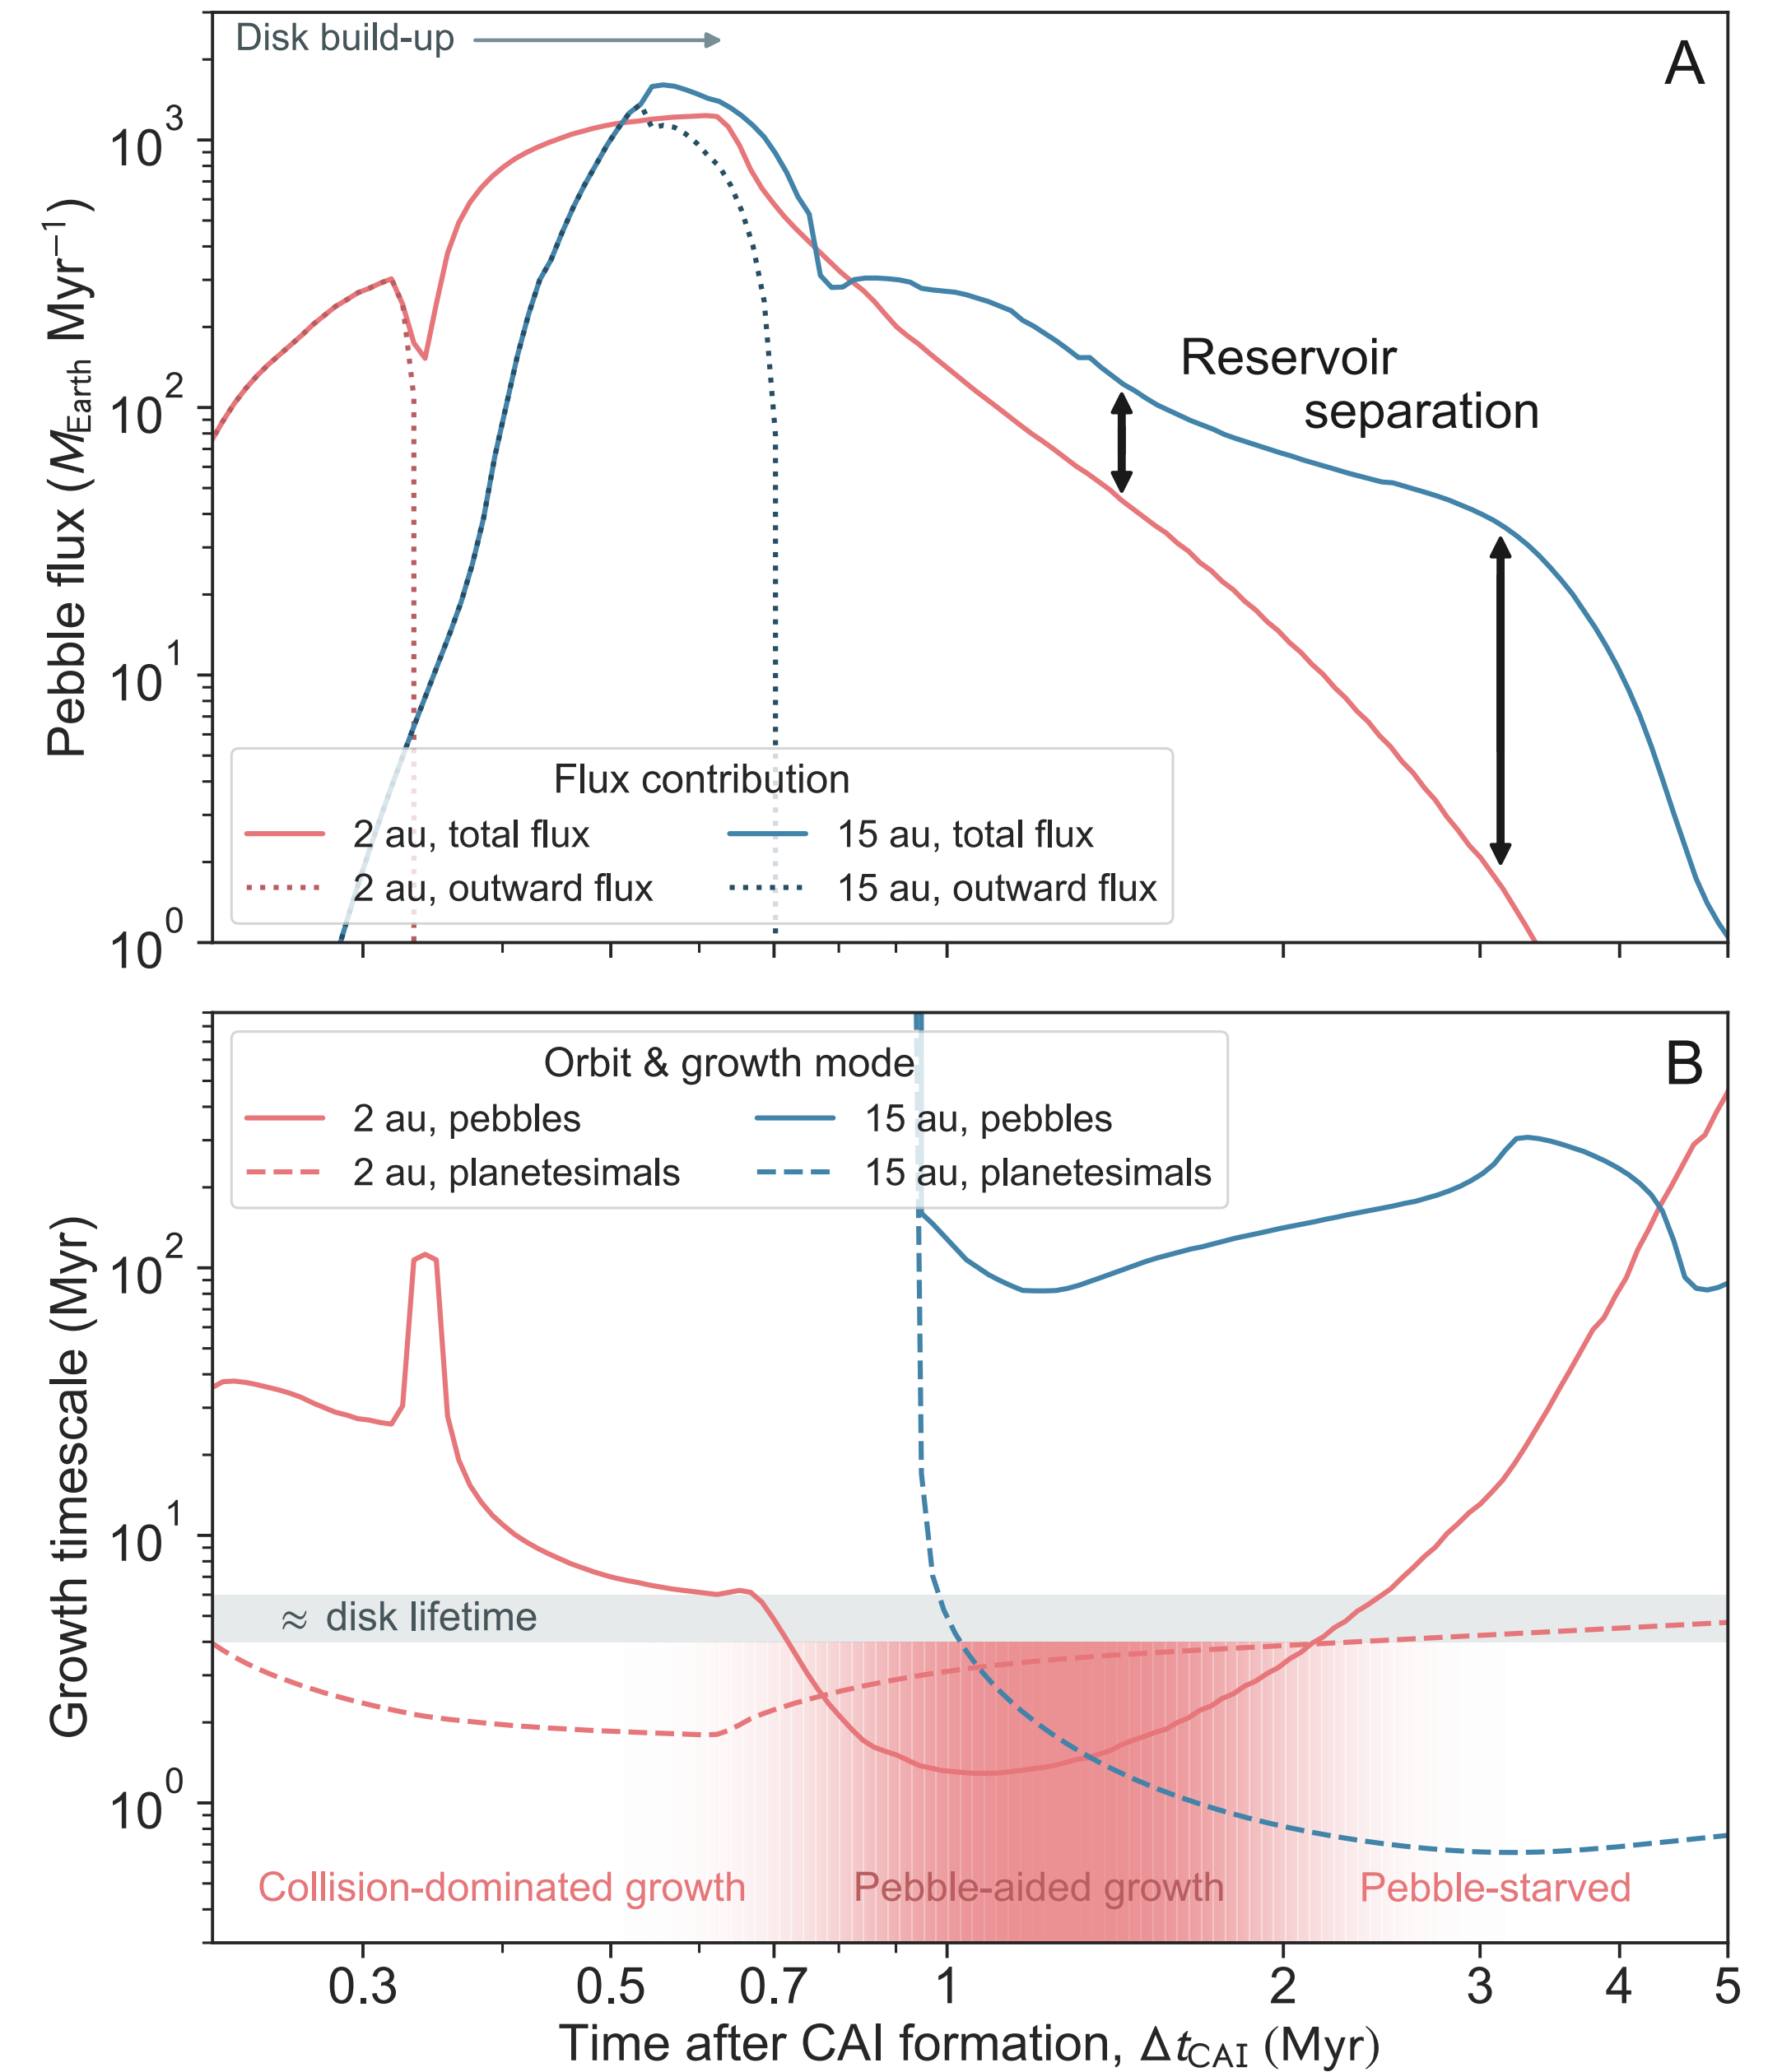 Disk build-up
A
Reservoir
separation
Pebble flux (M_Earth Myr⁻¹)
10³
10²
10¹
10⁰
Flux contribution
2 au, total flux
15 au, total flux
2 au, outward flux
15 au, outward flux
B
Orbit & growth mode
2 au, pebbles
15 au, pebbles
2 au, planetesimals
15 au, planetesimals
Growth timescale (Myr)
10²
10¹
10⁰
≈ disk lifetime
Collision-dominated growth
Pebble-aided growth
Pebble-starved
0.3 0.5 0.7 1 2 3 4 5
Time after CAI formation, Δt_CAI (Myr)